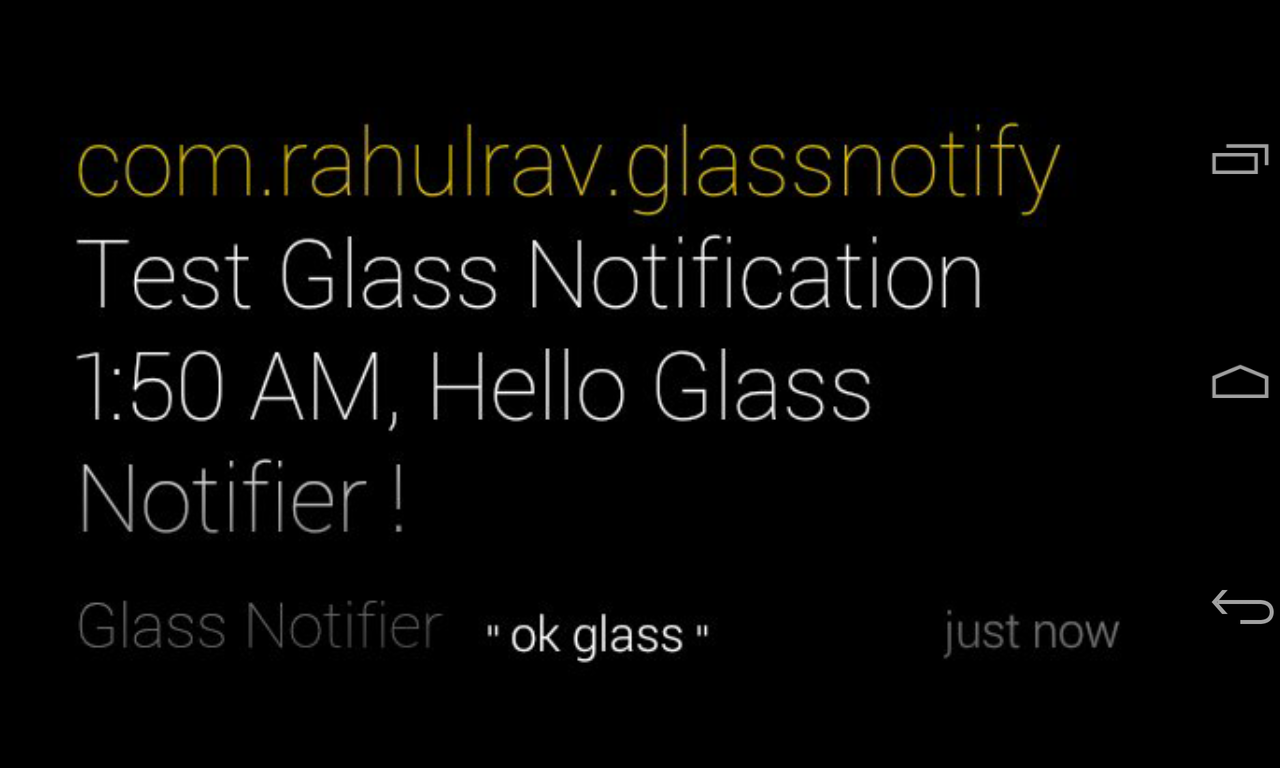 com.rahulrav.glassnotify
Test Glass Notification
1:50 AM, Hello Glass
Notifier !
Glass Notifier " ok glass " just now